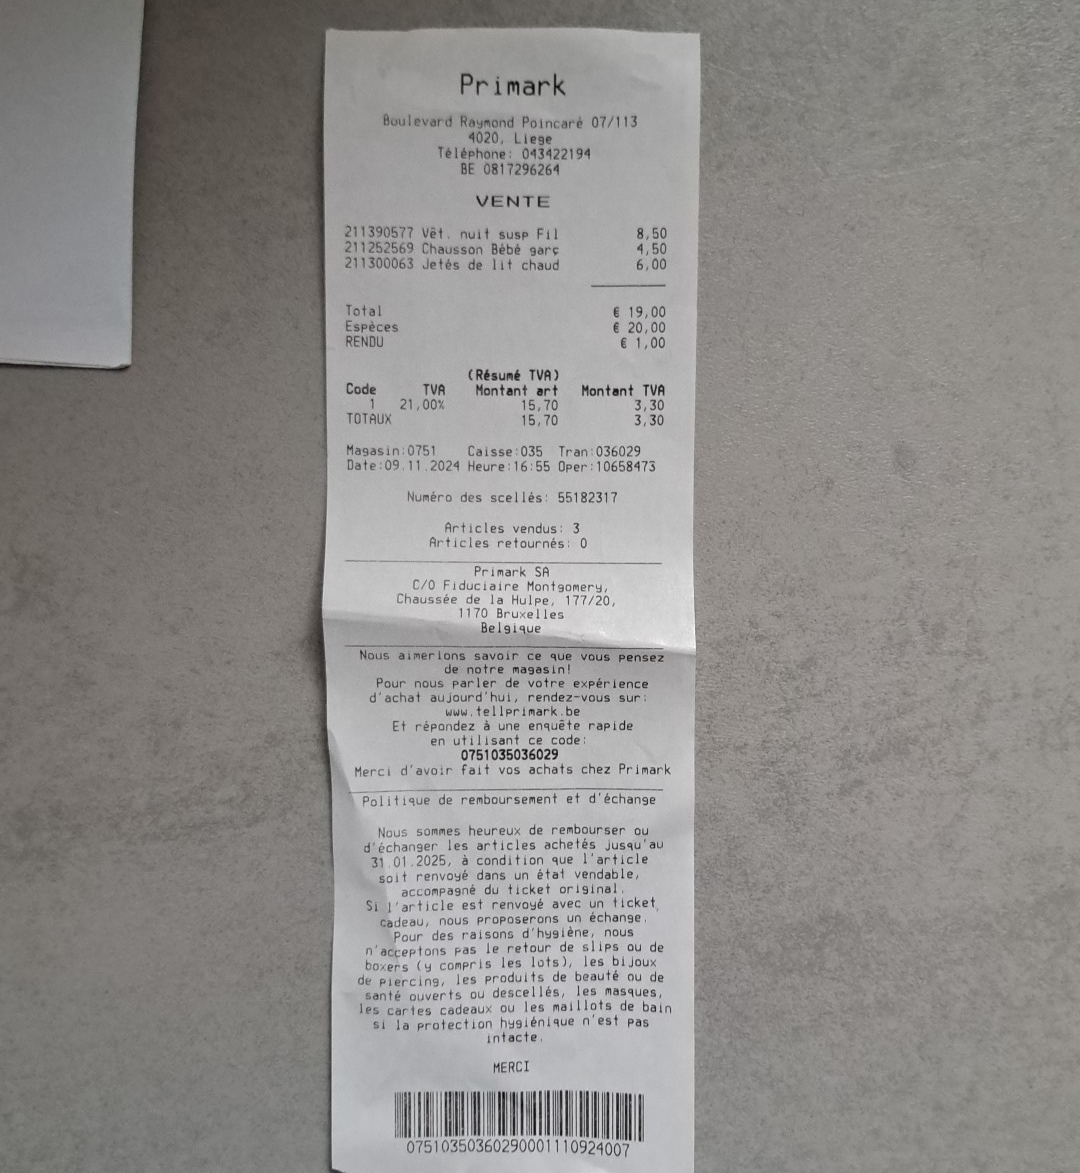 Primark
Boulevard Raymond Poincaré 07/113
4020, Liege
Téléphone: 043422194
BE 0817296264
VENTE
211390577 Vêt. nuit susp Fil 8,50
211252569 Chausson Bébé garç 4,50
211300063 Jetés de lit chaud 6,00
Total € 19,00
Espèces € 20,00
RENDU € 1,00
(Résumé TVA)
Code TVA Montant art Montant TVA
1 21,00% 15,70 3,30
TOTAUX 15,70 3,30
Magasin:0751 Caisse:035 Tran:036029
Date:09.11.2024 Heure:16:55 Oper:10658473
Numéro des scellés: 55182317
Articles vendus: 3
Articles retournés: 0
Primark SA
C/O Fiduciaire Montgomery,
Chaussée de la Hulpe, 177/20,
1170 Bruxelles
Belgique
Nous aimerions savoir ce que vous pensez
de notre magasin!
Pour nous parler de votre expérience
d'achat aujourd'hui, rendez-vous sur:
www.tellprimark.be
Et répondez à une enquête rapide
en utilisant ce code:
0751035036029
Merci d'avoir fait vos achats chez Primark
Politique de remboursement et d'échange
Nous sommes heureux de rembourser ou
d'échanger les articles achetés jusqu'au
31.01.2025, à condition que l'article
soit renvoyé dans un état vendable,
accompagné du ticket original.
Si l'article est renvoyé avec un ticket
cadeau, nous proposerons un échange.
Pour des raisons d'hygiène, nous
n'acceptons pas le retour de slips ou de
boxers (y compris les lots), les bijoux
de piercing, les produits de beauté ou de
santé ouverts ou descellés, les masques,
les cartes cadeaux ou les maillots de bain
si la protection hygiénique n'est pas
intacte.
MERCI
07510350360290001110924007